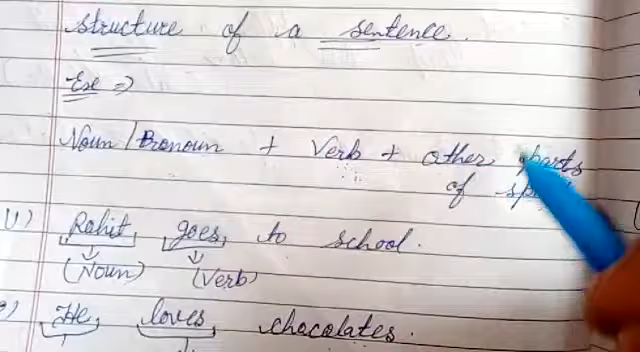 Structure of a sentence.
Ex ⇒
Noun/Pronoun + Verb + other parts
of
1) Rohit goes to school.
(Noun) (Verb)
He loves chocolates.